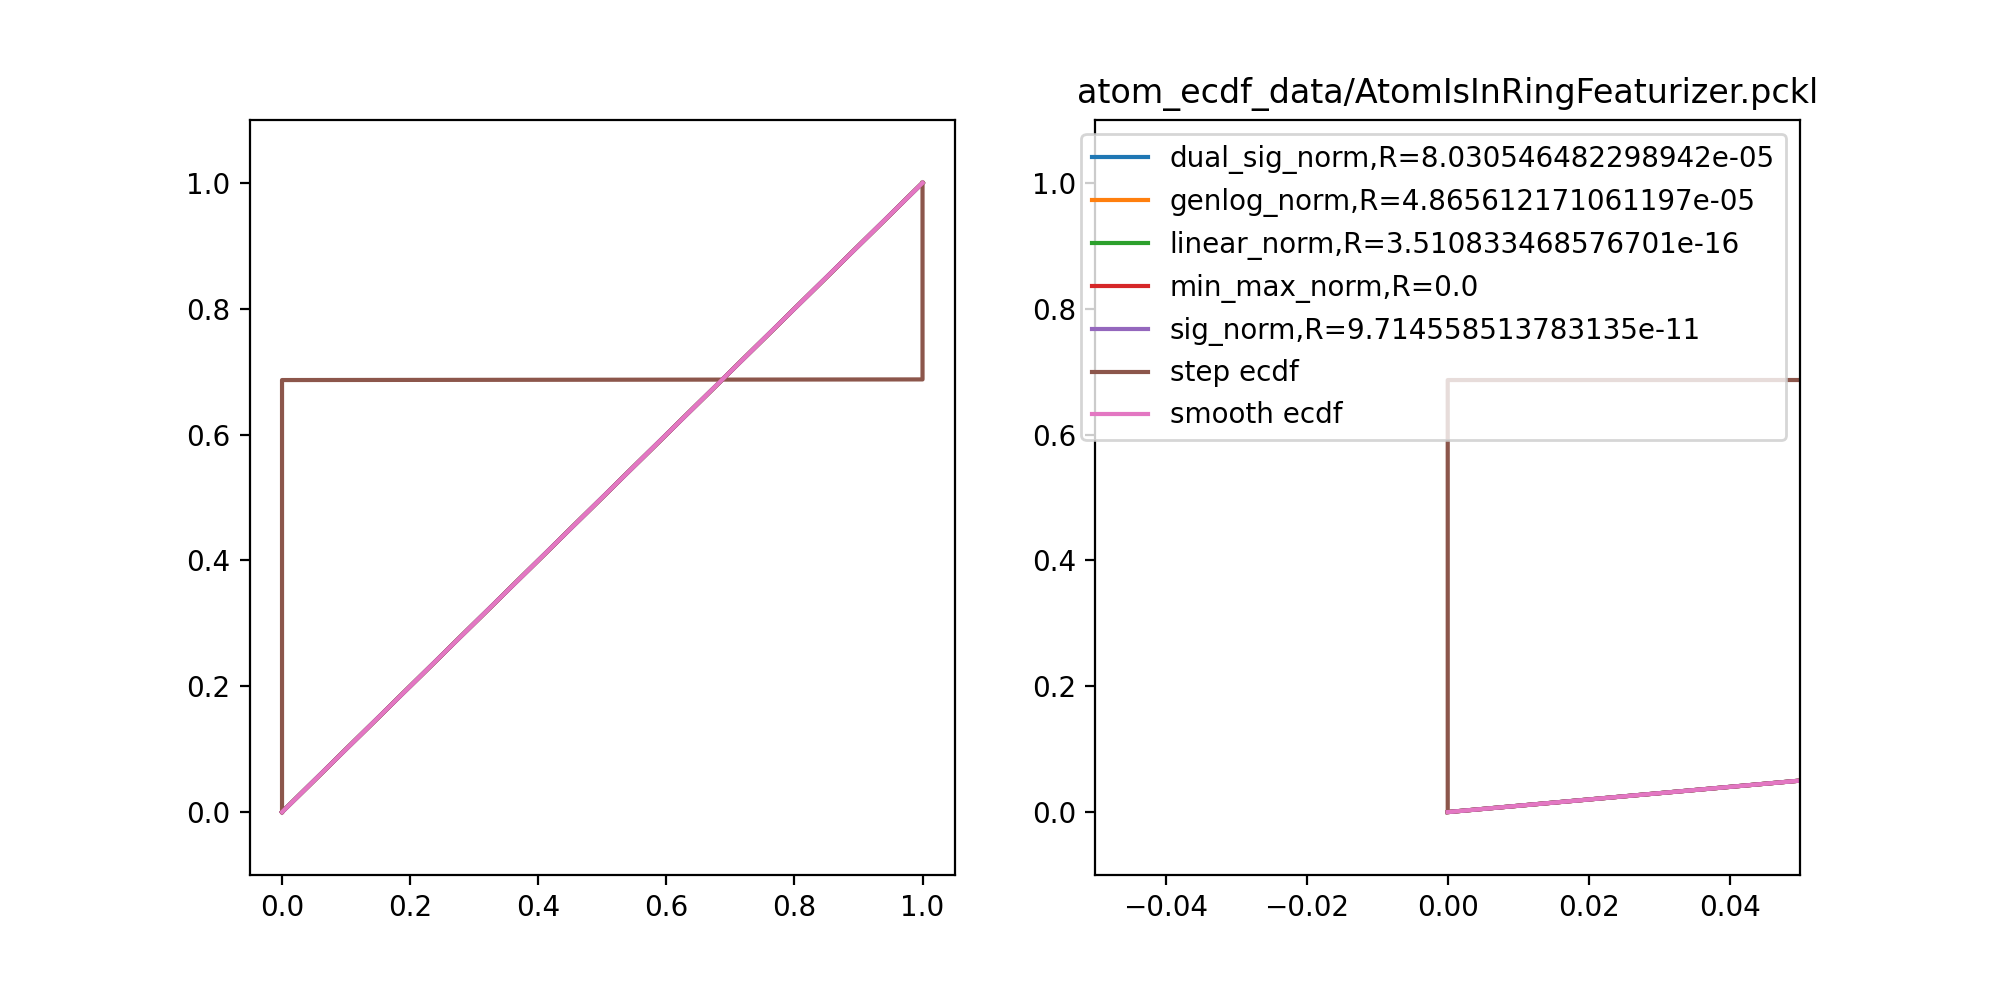 atom_ecdf_data/AtomIsInRingFeaturizer.pckl
1.0
0.8
0.6
0.4
0.2
0.0
0.0 0.2 0.4 0.6 0.8 1.0
dual_sig_norm,R=8.030546482298942e-05
genlog_norm,R=4.865612171061197e-05
linear_norm,R=3.510833468576701e-16
min_max_norm,R=0.0
sig_norm,R=9.714558513783135e-11
step ecdf
smooth ecdf
1.0
0.8
0.6
0.4
0.2
0.0
−0.04 −0.02 0.00 0.02 0.04